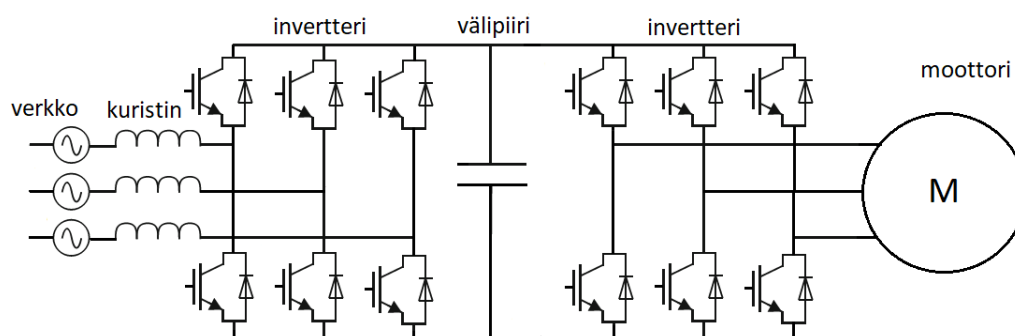 invertteri
välipiiri
invertteri
moottori
verkko
kuristin
M